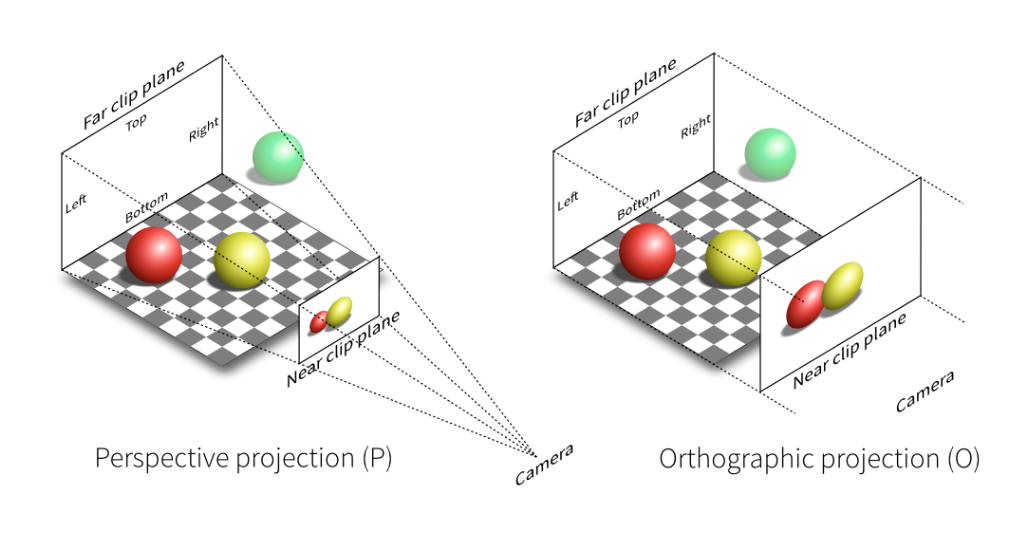 Far clip plane
Top
Right
Left
Bottom
Near clip plane
Camera
Perspective projection (P)
Far clip plane
Top
Right
Left
Bottom
Near clip plane
Camera
Orthographic projection (O)